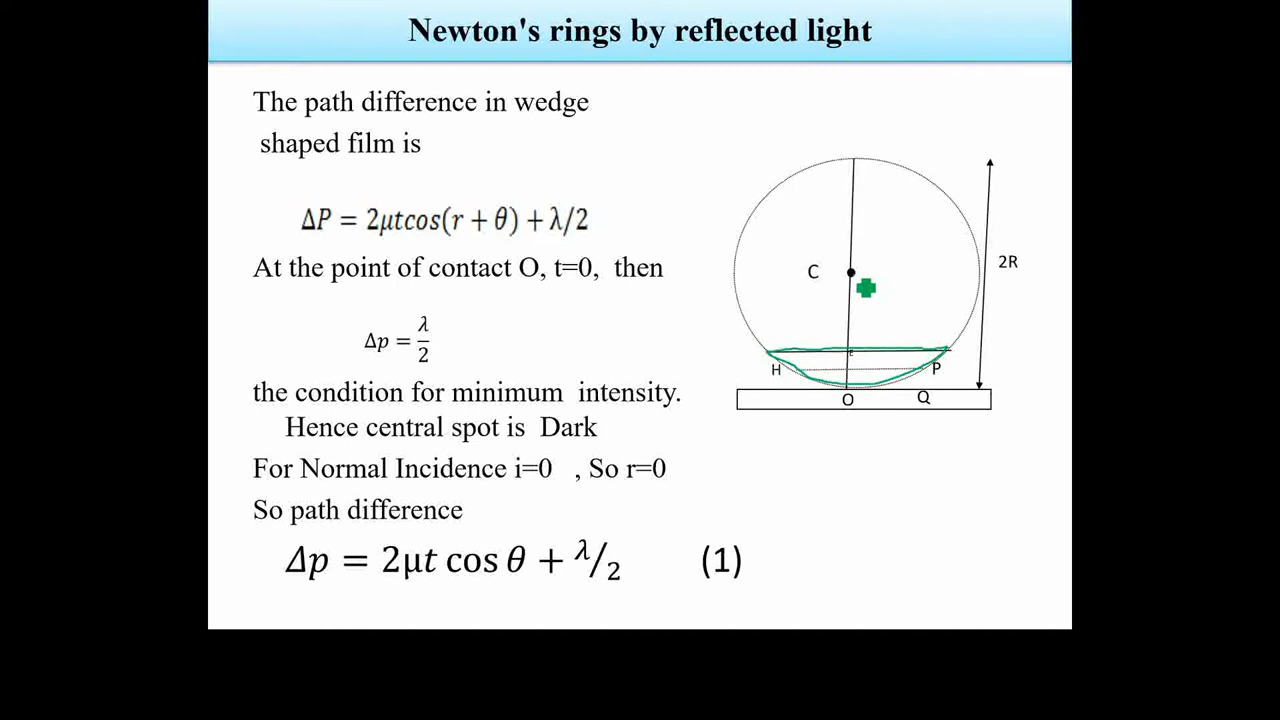 Newton's rings by reflected light
The path difference in wedge
shaped film is
ΔP = 2μtcos(r + θ) + λ/2
At the point of contact O, t=0, then
Δp = λ/2
the condition for minimum intensity.
Hence central spot is Dark
For Normal Incidence i=0 , So r=0
So path difference
Δp = 2μt cos θ + λ/2 (1)
C
2R
E
H
P
O
Q